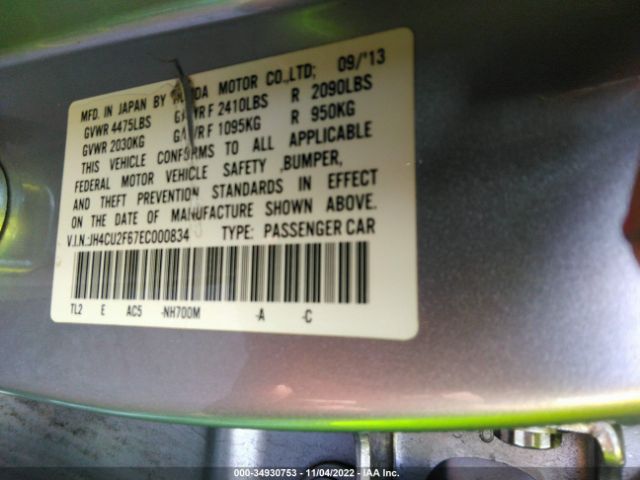 MFD. IN JAPAN BY HONDA MOTOR CO.,LTD; 09/'13
GVWR 4475LBS GAWR F 2410LBS R 2090LBS
GVWR 2030KG GAWR F 1095KG R 950KG
THIS VEHICLE CONFORMS TO ALL APPLICABLE
FEDERAL MOTOR VEHICLE SAFETY ,BUMPER,
AND THEFT PREVENTION STANDARDS IN EFFECT
ON THE DATE OF MANUFACTURE SHOWN ABOVE.
V.I.N.:JH4CU2F67EC000834 TYPE: PASSENGER CAR
TL2 E AC5 -NH700M -A -C
000-34930753 - 11/04/2022 - IAA Inc.